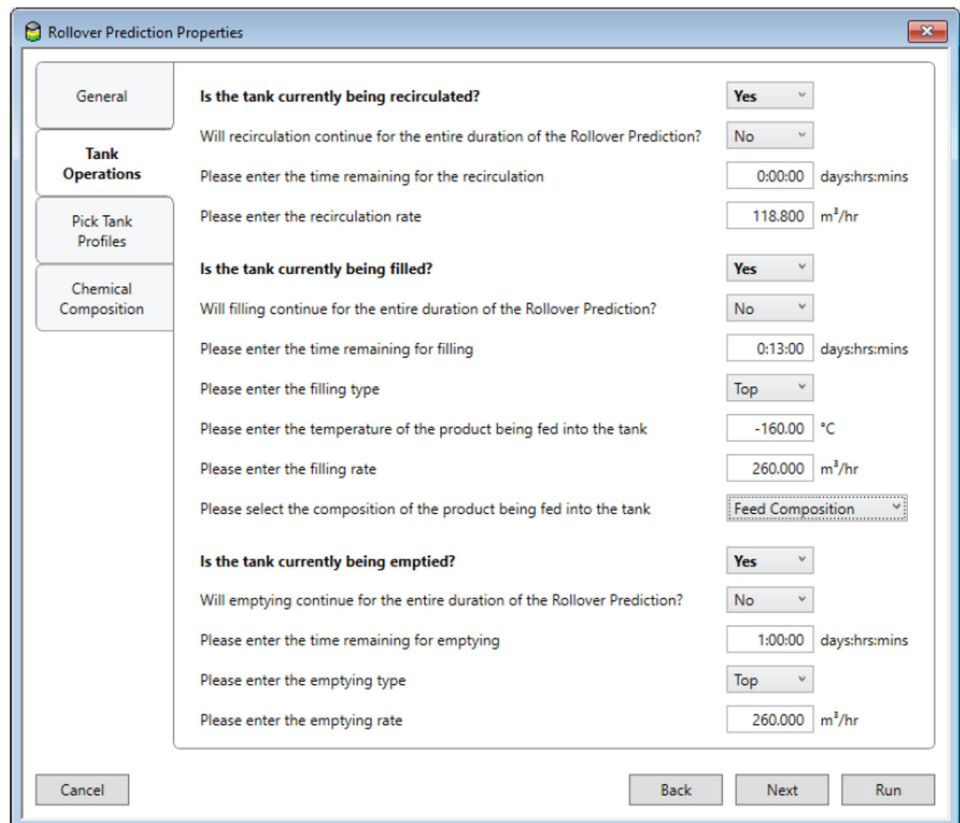 Rollover Prediction Properties
General
Tank
Operations
Pick Tank
Profiles
Chemical
Composition
Is the tank currently being recirculated? Yes
Will recirculation continue for the entire duration of the Rollover Prediction? No
Please enter the time remaining for the recirculation 0:00:00 days:hrs:mins
Please enter the recirculation rate 118.800 m³/hr
Is the tank currently being filled? Yes
Will filling continue for the entire duration of the Rollover Prediction? No
Please enter the time remaining for filling 0:13:00 days:hrs:mins
Please enter the filling type Top
Please enter the temperature of the product being fed into the tank -160.00 °C
Please enter the filling rate 260.000 m³/hr
Please select the composition of the product being fed into the tank Feed Composition
Is the tank currently being emptied? Yes
Will emptying continue for the entire duration of the Rollover Prediction? No
Please enter the time remaining for emptying 1:00:00 days:hrs:mins
Please enter the emptying type Top
Please enter the emptying rate 260.000 m³/hr
Cancel Back Next Run